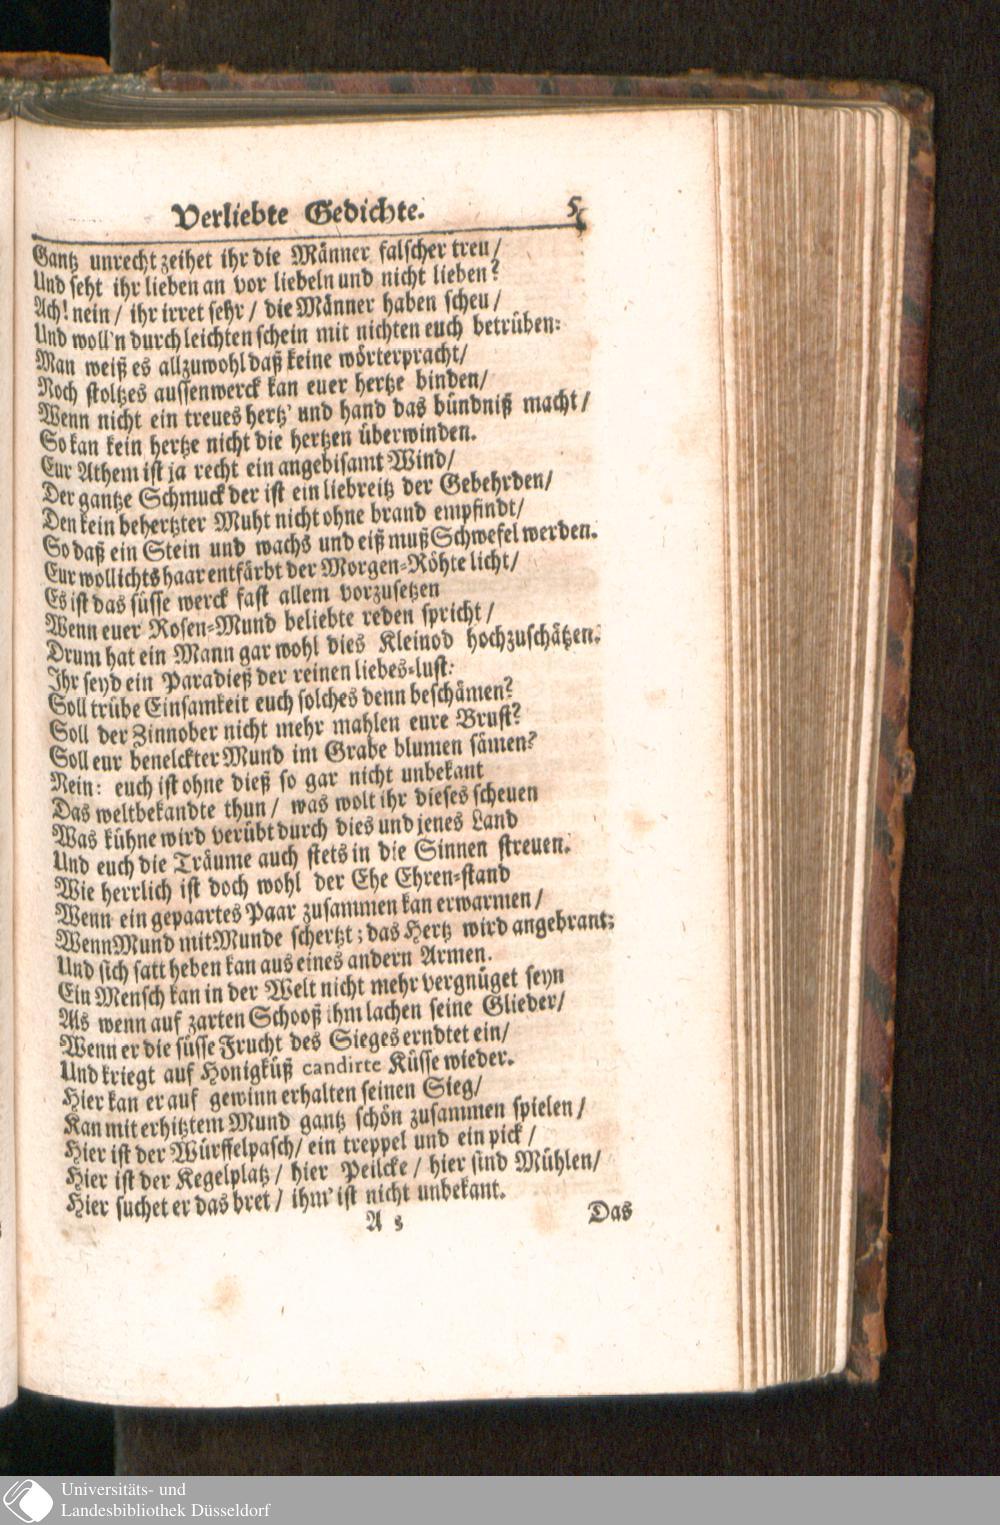 Verliebte Gedichte. 5
Gantz unrecht zeihet ihr die Männer falscher treu /
Und seht ihr lieben an vor liebeln und nicht lieben?
Ach! nein / ihr irret sehr / die Männer haben scheu /
Und woll'n durch leichten schein mit nichten euch betrüben:
Man weiß es allzuwohl daß keine wörterpracht /
Noch stoltzes aussenwerck kan euer hertze binden /
Wenn nicht ein treues hertz' und hand das bündniß macht /
So kan kein hertze nicht die hertzen überwinden.
Eur Athem ist ja recht ein angebisamt Wind /
Der gantze Schmuck der ist ein liebreitz der Gebehrden /
Den kein behertzter Muht nicht ohne brand empfindt /
So daß ein Stein und wachs und eiß muß Schwefel werden.
Eur wollichts haar entfärbt der Morgen=Röhte licht /
Es ist das süsse werck fast allem vorzusetzen
Wenn euer Rosen=Mund beliebte reden spricht /
Drum hat ein Mann gar wohl dies Kleinod hochzuschätzen.
Ihr seyd ein Paradieß der reinen liebes=lust:
Soll trübe Einsamkeit euch solches denn beschämen?
Soll der Zinnober nicht mehr mahlen eure Brust?
Soll eur benelckter Mund im Grabe blumen sämen?
Nein: euch ist ohne dieß so gar nicht unbekant
Das weltbekandte thun / was wolt ihr dieses scheuen
Was kühne wird verübt durch dies und jenes Land
Und euch die Träume auch stets in die Sinnen streuen.
Wie herrlich ist doch wohl der Ehe Ehren=stand
Wenn ein gepaartes Paar zusammen kan erwarmen /
Wenn Mund mit Munde schertzt; das Hertz wird angebrant;
Und sich satt heben kan aus eines andern Armen.
Ein Mensch kan in der Welt nicht mehr vergnüget seyn
Als wenn auf zarten Schooß ihm lachen seine Glieder /
Wenn er die süsse Frucht des Sieges erndtet ein /
Und kriegt auf Honigküß candirte Küsse wieder.
Hier kan er auf gewinn erhalten seinen Sieg /
Kan mit erhitztem Mund gantz schön zusammen spielen /
Hier ist der Würffelpasch / ein treppel und ein pick /
Hier ist der Kegelplatz / hier Peilcke / hier sind Mühlen /
Hier suchet er das bret / ihm' ist nicht unbekant.
A 3 Das
Universitäts- und
Landesbibliothek Düsseldorf